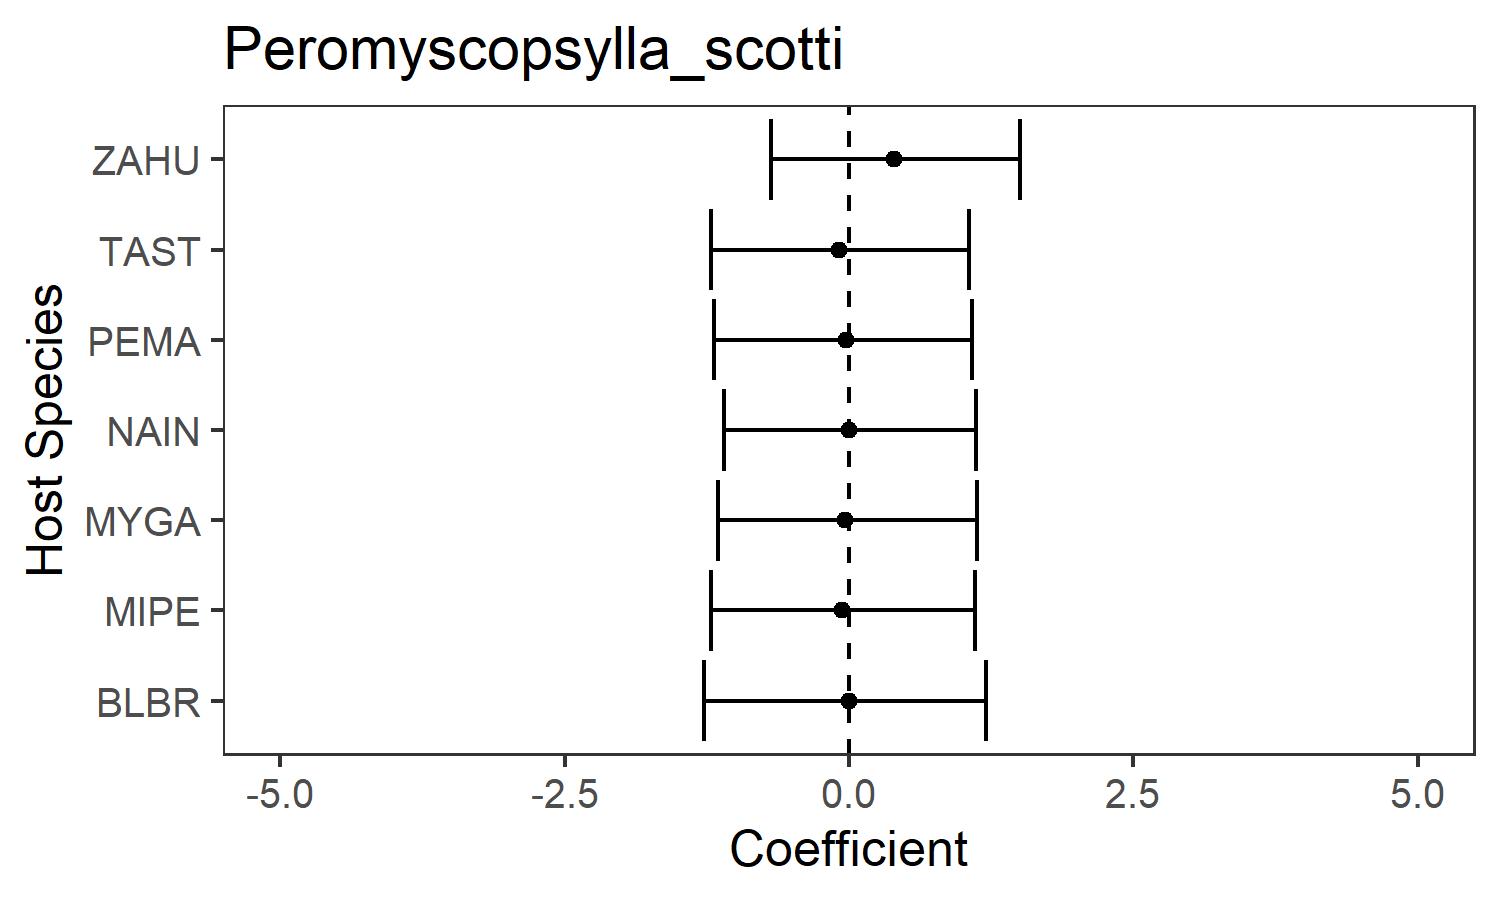 Peromyscopsylla_scotti
Host Species
ZAHU
TAST
PEMA
NAIN
MYGA
MIPE
BLBR
-5.0 -2.5 0.0 2.5 5.0
Coefficient